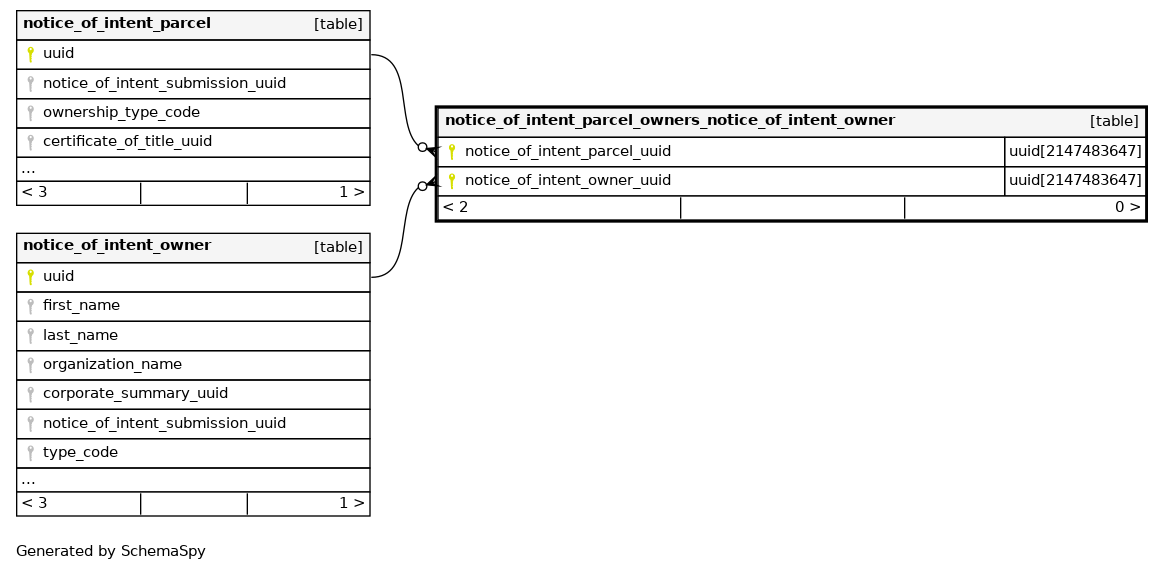 notice_of_intent_parcel [table]
uuid
notice_of_intent_submission_uuid
ownership_type_code
certificate_of_title_uuid
...
< 3 1 >
notice_of_intent_parcel_owners_notice_of_intent_owner [table]
notice_of_intent_parcel_uuid uuid[2147483647]
notice_of_intent_owner_uuid uuid[2147483647]
< 2 0 >
notice_of_intent_owner [table]
uuid
first_name
last_name
organization_name
corporate_summary_uuid
notice_of_intent_submission_uuid
type_code
...
< 3 1 >
Generated by SchemaSpy